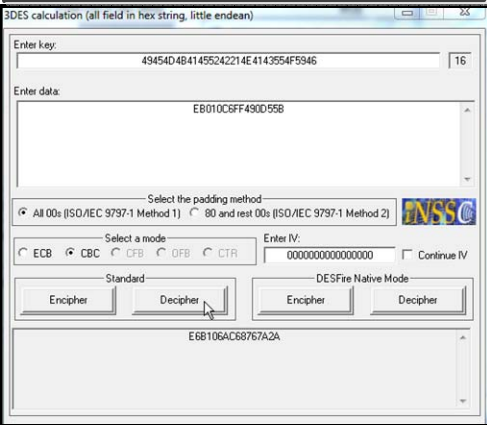 3DES calculation (all field in hex string, little endean)
Enter key:
49454D4B41455242214E4143554F5946 16
Enter data:
EB010C6FF490D55B
Select the padding method
All 00s (ISO/IEC 9797-1 Method 1) 80 and rest 00s (ISO/IEC 9797-1 Method 2)
iNSSC
Select a mode Enter IV:
ECB CBC CFB OFB CTR 0000000000000000 Continue IV
Standard DESFire Native Mode
Encipher Decipher Encipher Decipher
E6B106AC68767A2A